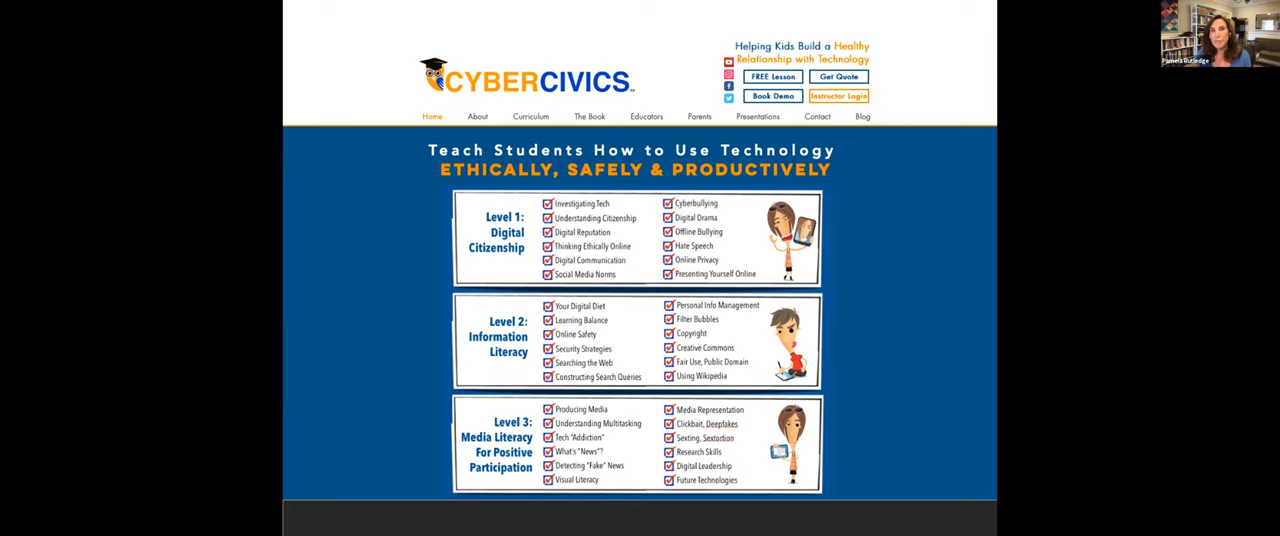 Pamela Rutledge
Helping Kids Build a Healthy
Relationship with Technology
CYBERCIVICS
FREE Lesson
Get Quote
Book Demo
Instructor Login
Home About Curriculum The Book Educators Parents Presentations Contact Blog
Teach Students How to Use Technology
ETHICALLY, SAFELY & PRODUCTIVELY
Level 1:
Digital
Citizenship
Investigating Tech
Understanding Citizenship
Digital Reputation
Thinking Ethically Online
Digital Communication
Social Media Norms
Cyberbullying
Digital Drama
Offline Bullying
Hate Speech
Online Privacy
Presenting Yourself Online
Level 2:
Information
Literacy
Your Digital Diet
Learning Balance
Online Safety
Security Strategies
Searching the Web
Constructing Search Queries
Personal Info Management
Filter Bubbles
Copyright
Creative Commons
Fair Use, Public Domain
Using Wikipedia
Level 3:
Media Literacy
For Positive
Participation
Producing Media
Understanding Multitasking
Tech "Addiction"
What's "News"?
Detecting "Fake" News
Visual Literacy
Media Representation
Clickbait, Deepfakes
Sexting, Sextortion
Research Skills
Digital Leadership
Future Technologies